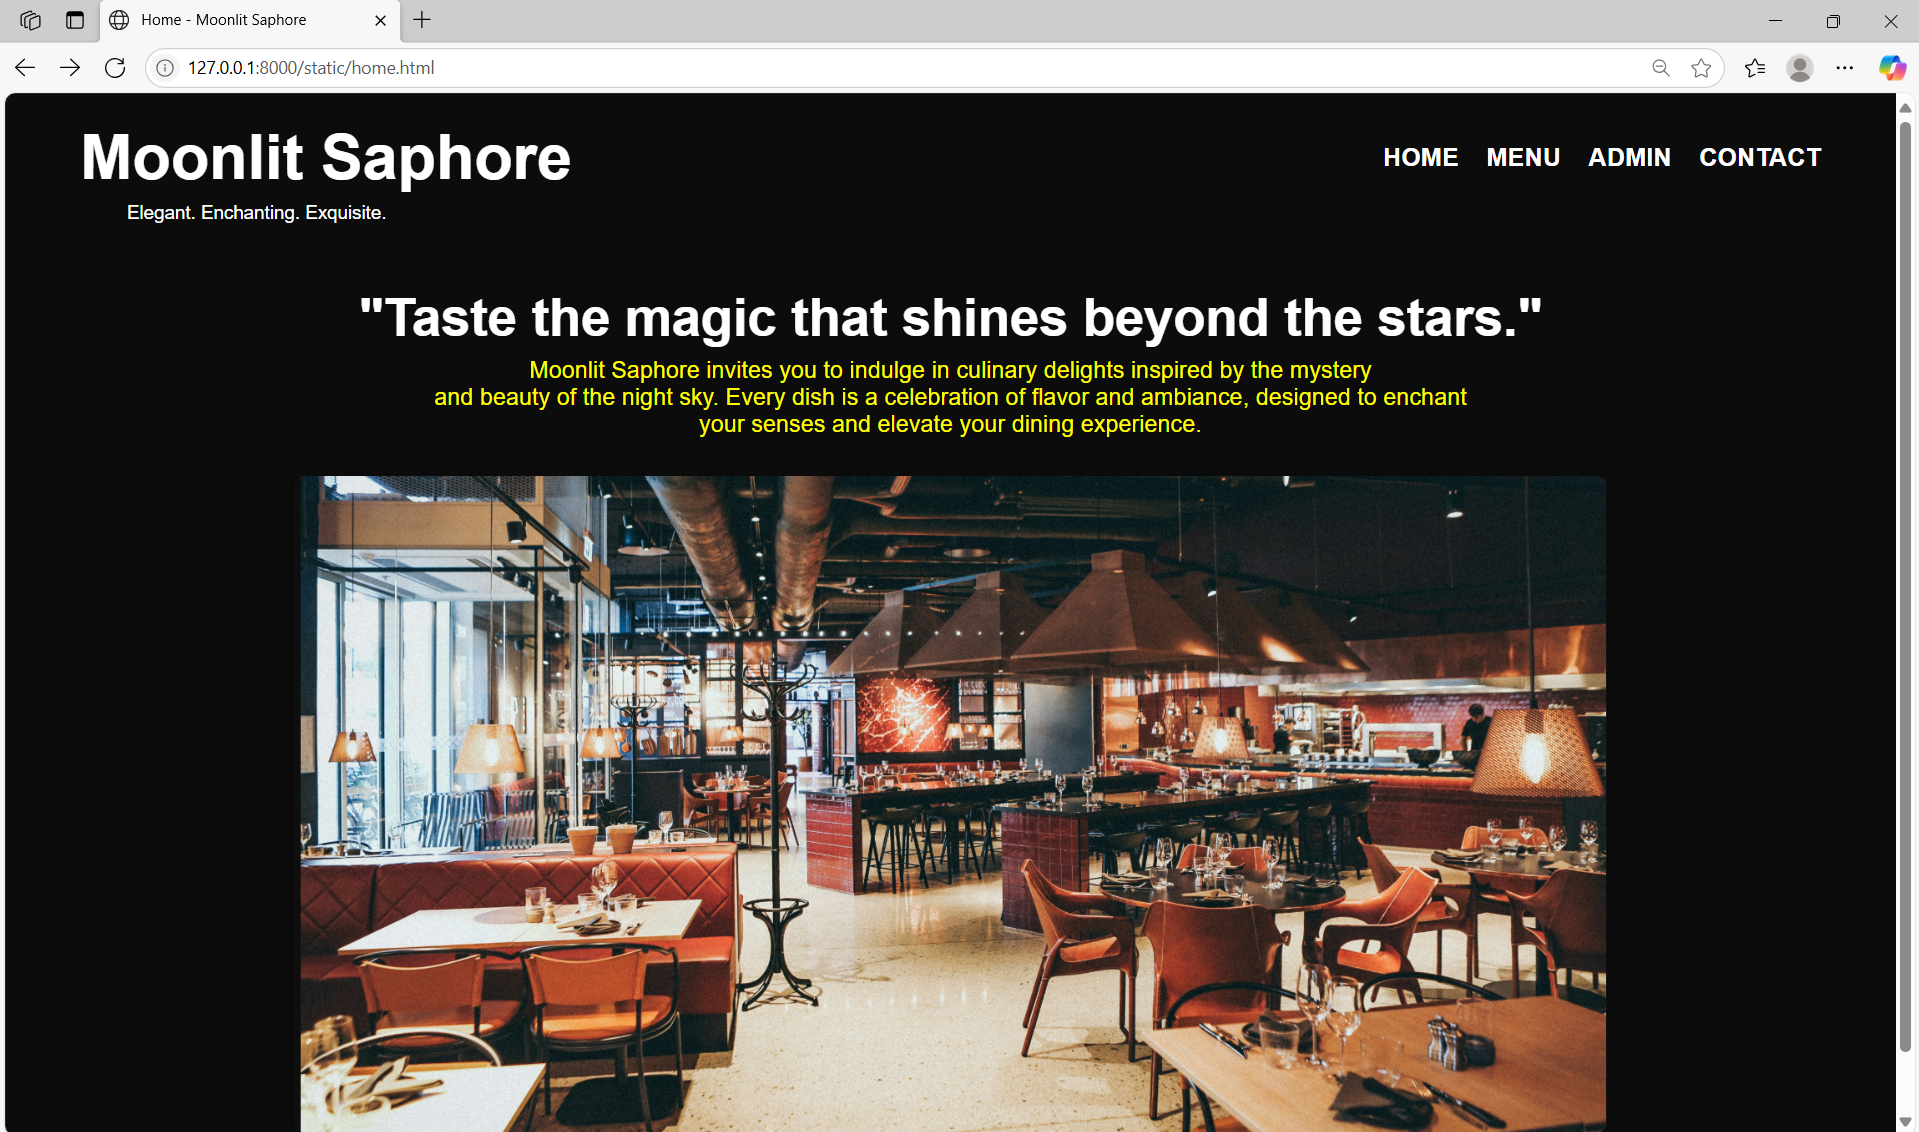 Home - Moonlit Saphore
127.0.0.1:8000/static/home.html
Moonlit Saphore
HOME MENU ADMIN CONTACT
Elegant. Enchanting. Exquisite.
"Taste the magic that shines beyond the stars."
Moonlit Saphore invites you to indulge in culinary delights inspired by the mystery
and beauty of the night sky. Every dish is a celebration of flavor and ambiance, designed to enchant
your senses and elevate your dining experience.